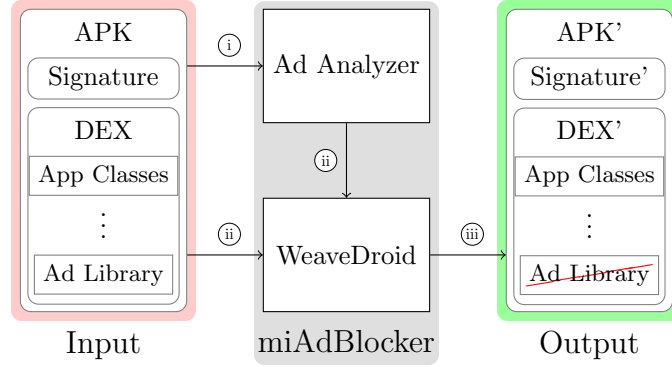 APK
Signature
DEX
App Classes
⋮
Ad Library
Input
i
ii
Ad Analyzer
ii
WeaveDroid
miAdBlocker
iii
APK’
Signature’
DEX’
App Classes
⋮
Ad Library
Output